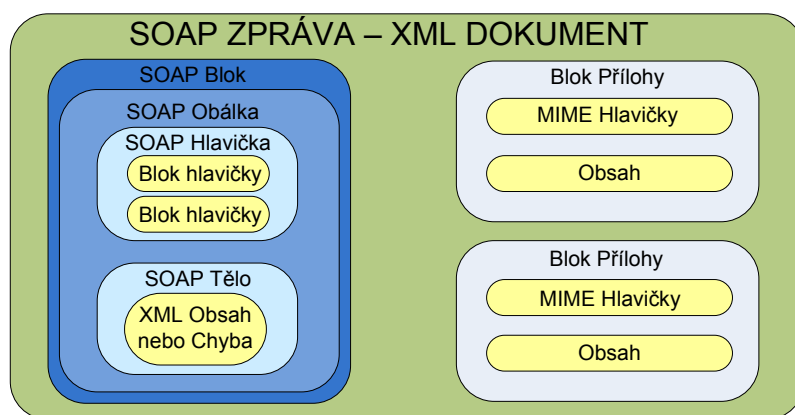 SOAP ZPRÁVA – XML DOKUMENT
SOAP Blok
SOAP Obálka
SOAP Hlavička
Blok hlavičky
Blok hlavičky
SOAP Tělo
XML Obsah
nebo Chyba
Blok Přílohy
MIME Hlavičky
Obsah
Blok Přílohy
MIME Hlavičky
Obsah